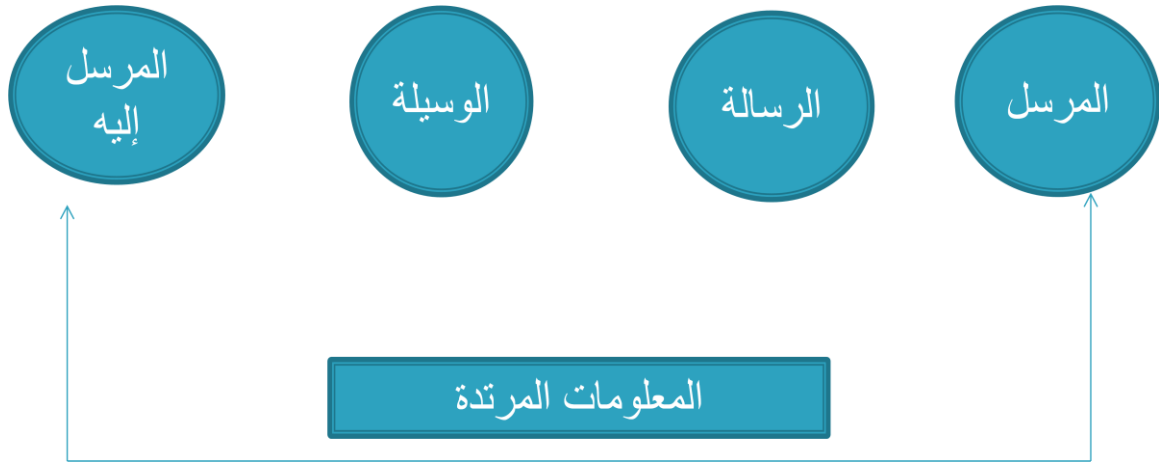 المرسل
الرسالة
الوسيلة
المرسل
إليه
المعلومات المرتدة